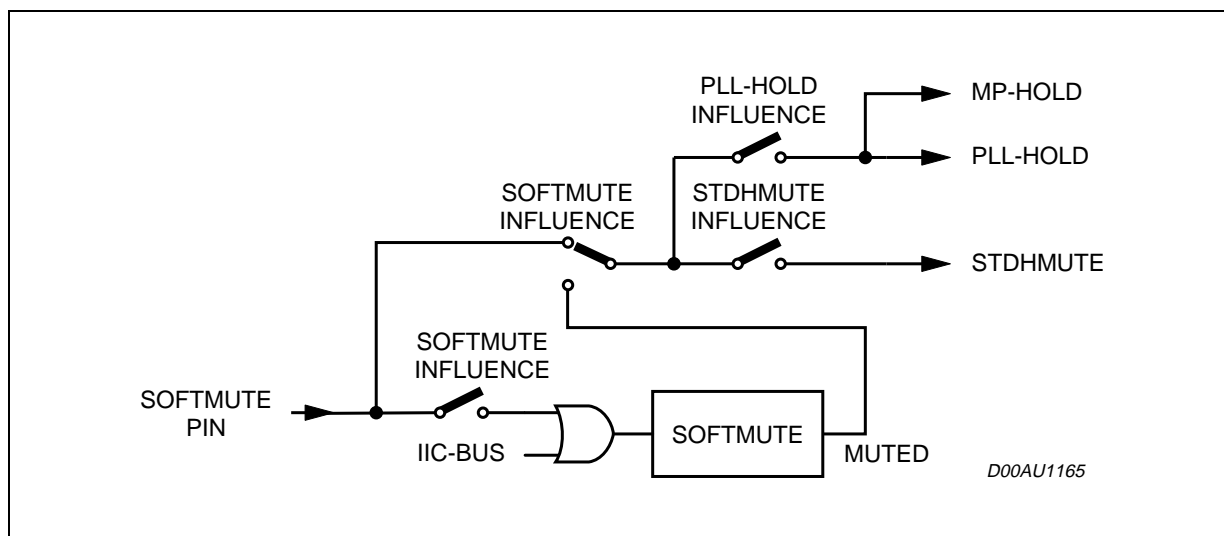 PLL-HOLD
INFLUENCE
MP-HOLD
PLL-HOLD
SOFTMUTE
INFLUENCE
STDHMUTE
INFLUENCE
STDHMUTE
SOFTMUTE
INFLUENCE
SOFTMUTE
PIN
IIC-BUS
SOFTMUTE
MUTED
D00AU1165